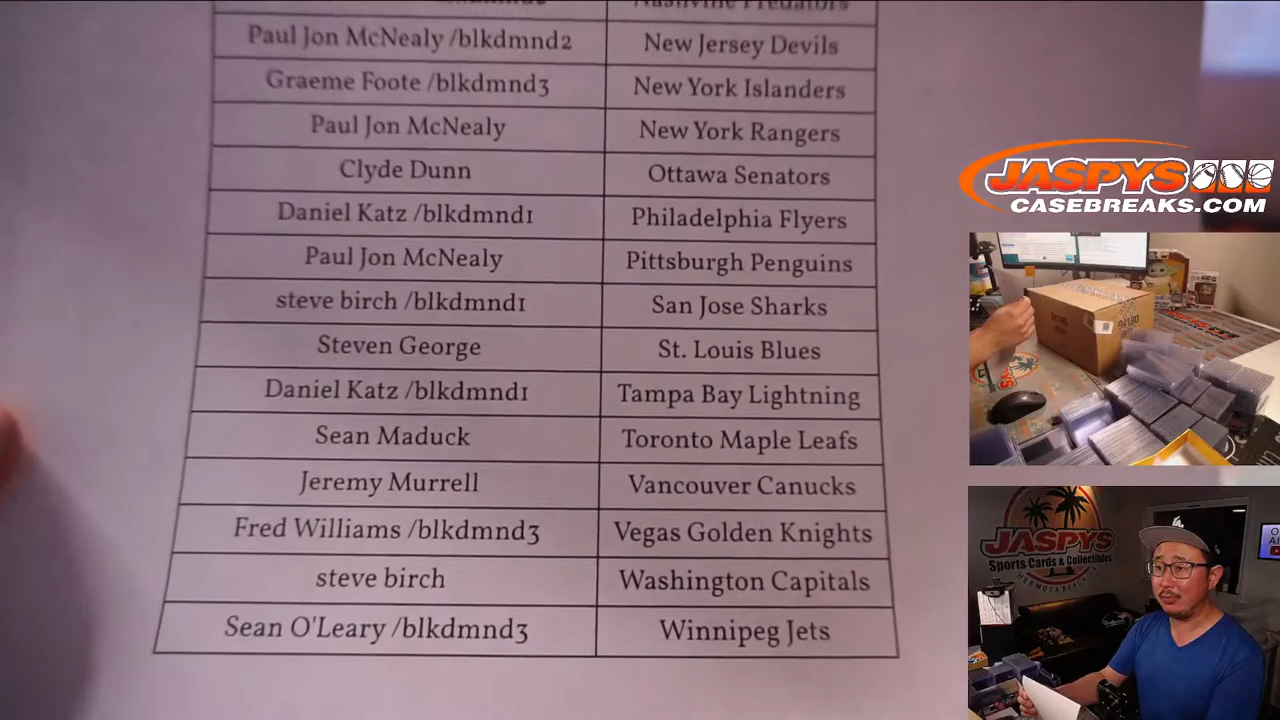 Nashville Predators
Paul Jon McNealy /blkdmnd2 New Jersey Devils
Graeme Foote /blkdmnd3 New York Islanders
Paul Jon McNealy New York Rangers
Clyde Dunn Ottawa Senators
Daniel Katz /blkdmnd1 Philadelphia Flyers
Paul Jon McNealy Pittsburgh Penguins
steve birch /blkdmnd1 San Jose Sharks
Steven George St. Louis Blues
Daniel Katz /blkdmnd1 Tampa Bay Lightning
Sean Maduck Toronto Maple Leafs
Jeremy Murrell Vancouver Canucks
Fred Williams /blkdmnd3 Vegas Golden Knights
steve birch Washington Capitals
Sean O'Leary /blkdmnd3 Winnipeg Jets
JASPYS
CASEBREAKS.COM
JASPYS
Sports Cards & Collectibles
HERMOSA BEACH